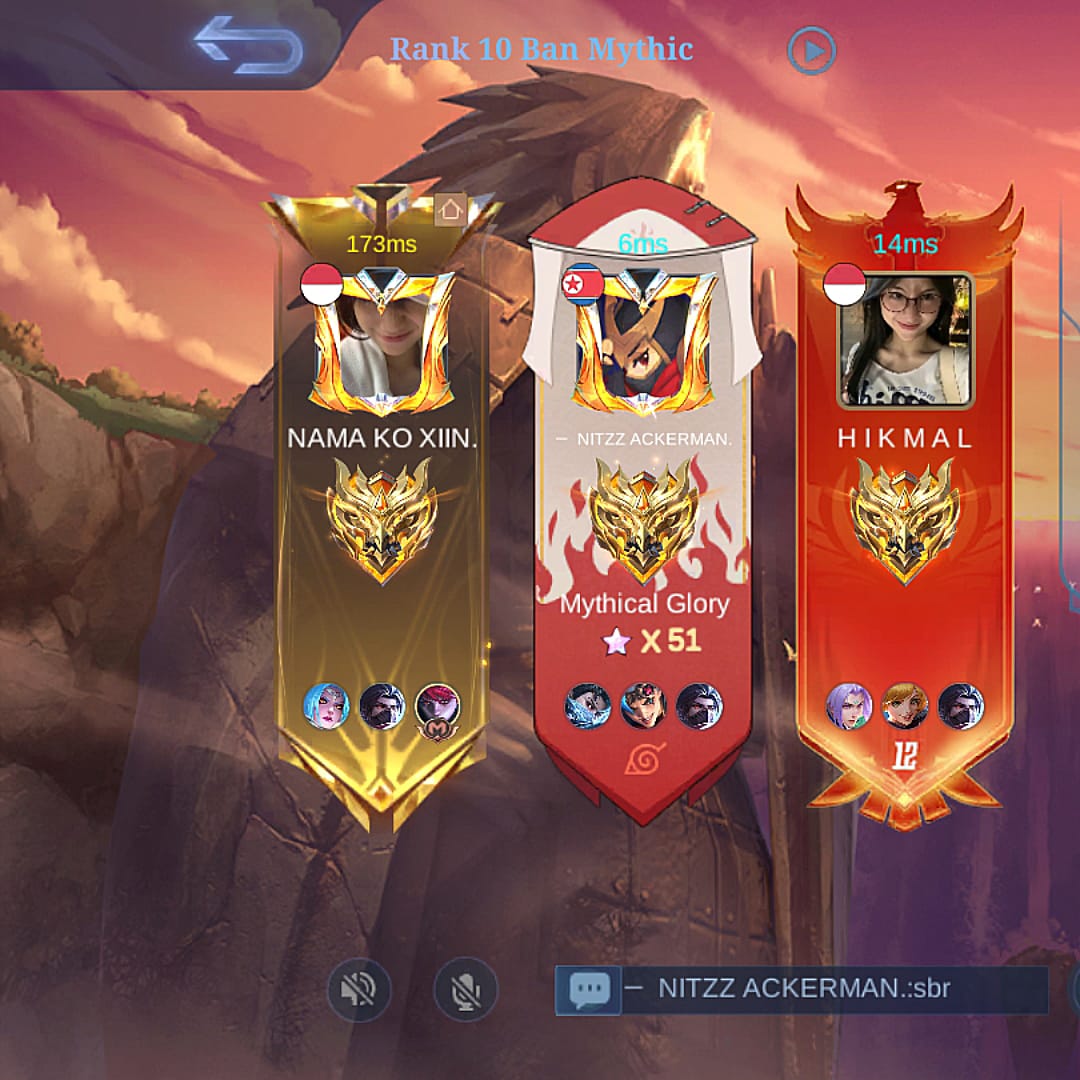 Rank 10 Ban Mythic
173ms
6ms
14ms
NAMA KO XIIN.
– NITZZ ACKERMAN.
H I K M A L
Mythical Glory
X 51
12
– NITZZ ACKERMAN.:sbr